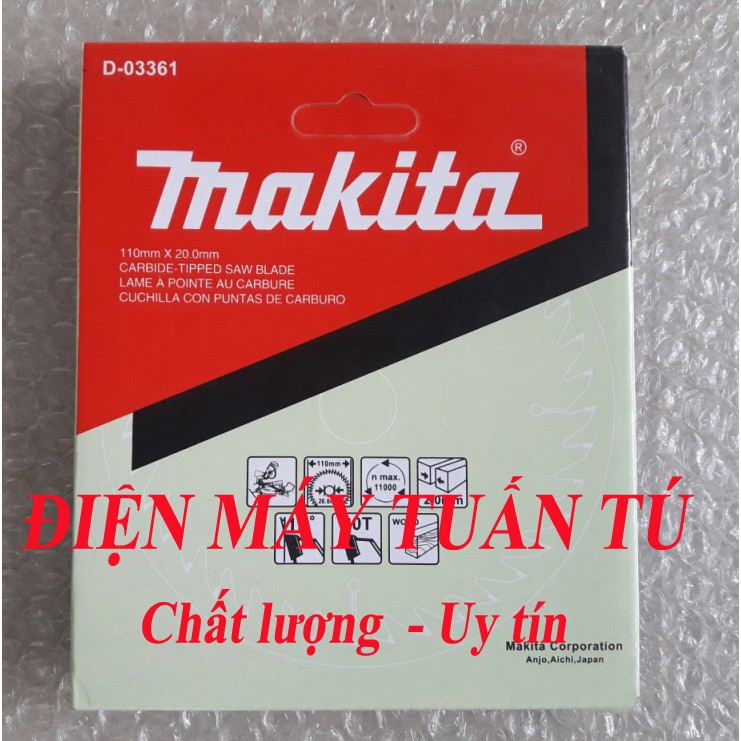 D-03361
makita®
110mm X 20.0mm
CARBIDE-TIPPED SAW BLADE
LAME A POINTE AU CARBURE
CUCHILLA CON PUNTAS DE CARBURO
110mm
n max.
11000
ĐIỆN MÁY TUẤN TÚ
Chất lượng - Uy tín
Makita Corporation
Anjo,Aichi,Japan